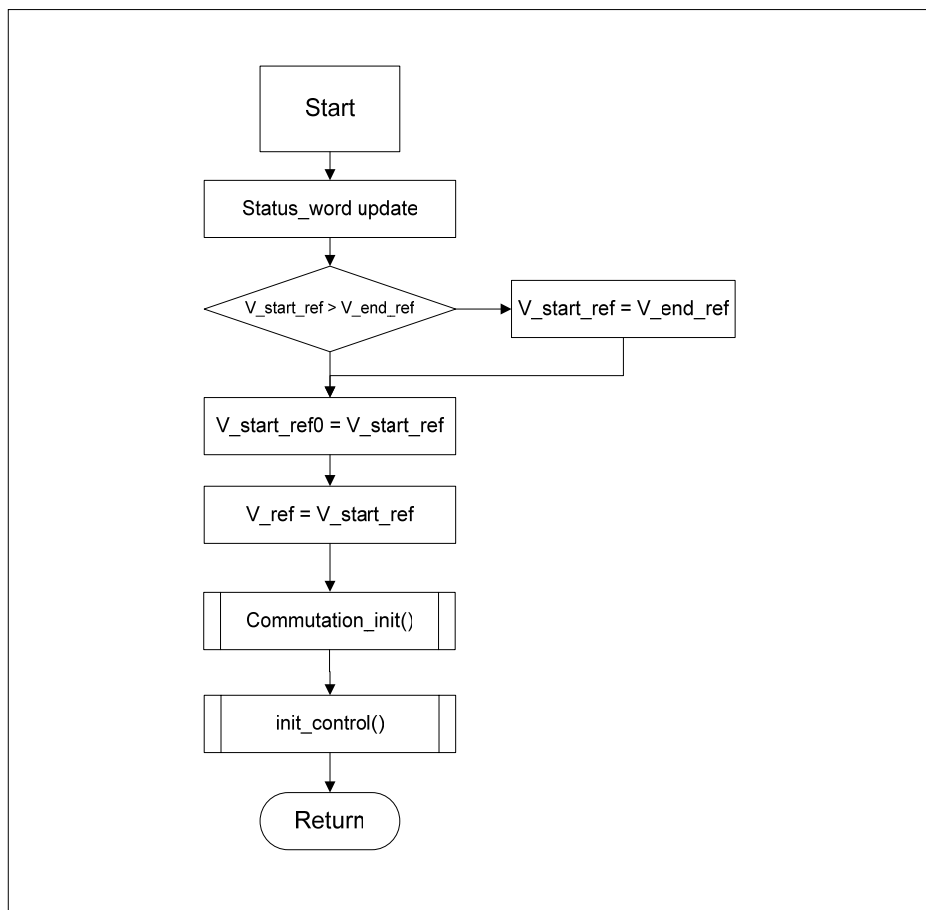 Start
Status_word update
V_start_ref > V_end_ref
V_start_ref = V_end_ref
V_start_ref0 = V_start_ref
V_ref = V_start_ref
Commutation_init()
init_control()
Return